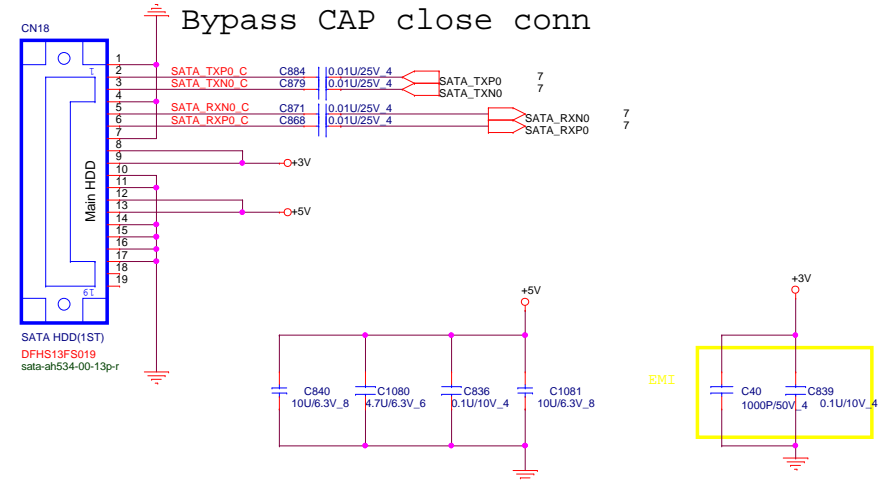 Bypass CAP close conn
CN18
1
1
2 SATA_TXP0_C C884 0.01U/25V_4 SATA_TXP0 7
3 SATA_TXN0_C C879 0.01U/25V_4 SATA_TXN0 7
4
5 SATA_RXN0_C C871 0.01U/25V_4 SATA_RXN0 7
6 SATA_RXP0_C C868 0.01U/25V_4 SATA_RXP0 7
7
8
9 +3V
10
11
12
13 +5V
14
15
16
17
18
19
19
Main HDD
SATA HDD(1ST)
DFHS13FS019
sata-ah534-00-13p-r
+5V
C840 C1080 C836 C1081
10U/6.3V_8 4.7U/6.3V_6 0.1U/10V_4 10U/6.3V_8
+3V
EMI
C40 C839
1000P/50V_4 0.1U/10V_4